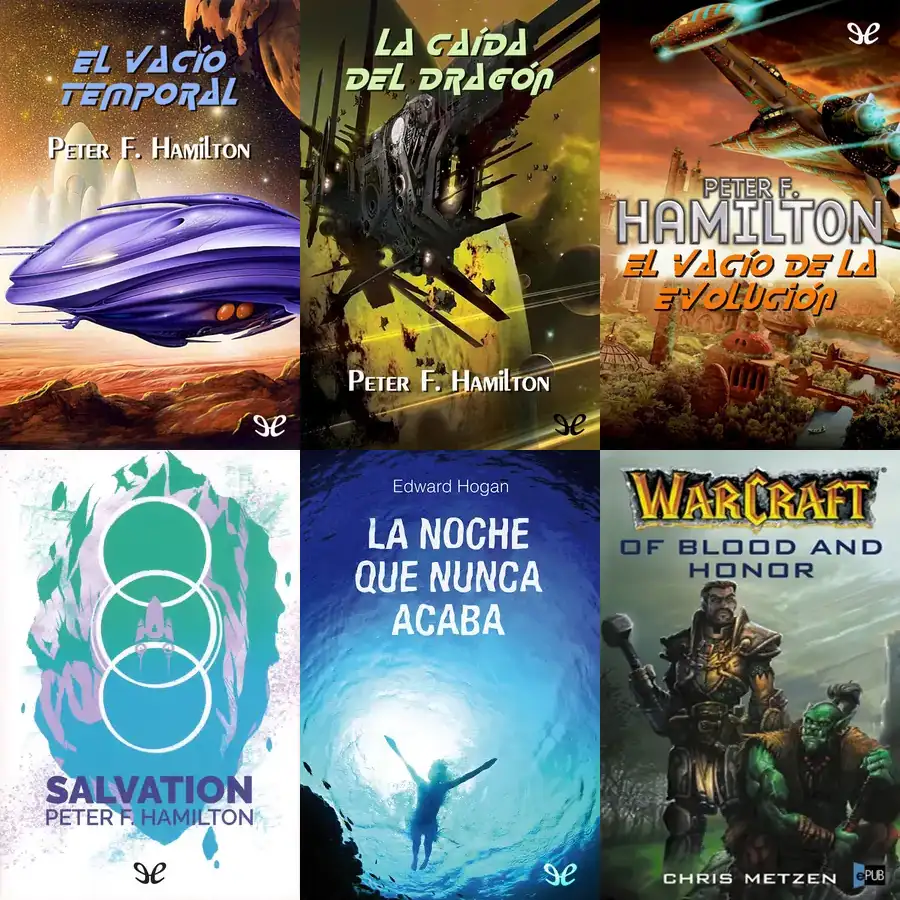 EL VACÍO
TEMPORAL
PETER F. HAMILTON
LA CAÍDA
DEL DRAGÓN
PETER F. HAMILTON
PETER F.
HAMILTON
EL VACÍO DE LA
EVOLUCIÓN
SALVATION
PETER F. HAMILTON
Edward Hogan
LA NOCHE
QUE NUNCA
ACABA
WARCRAFT
OF BLOOD AND
HONOR
CHRIS METZEN
ePUB